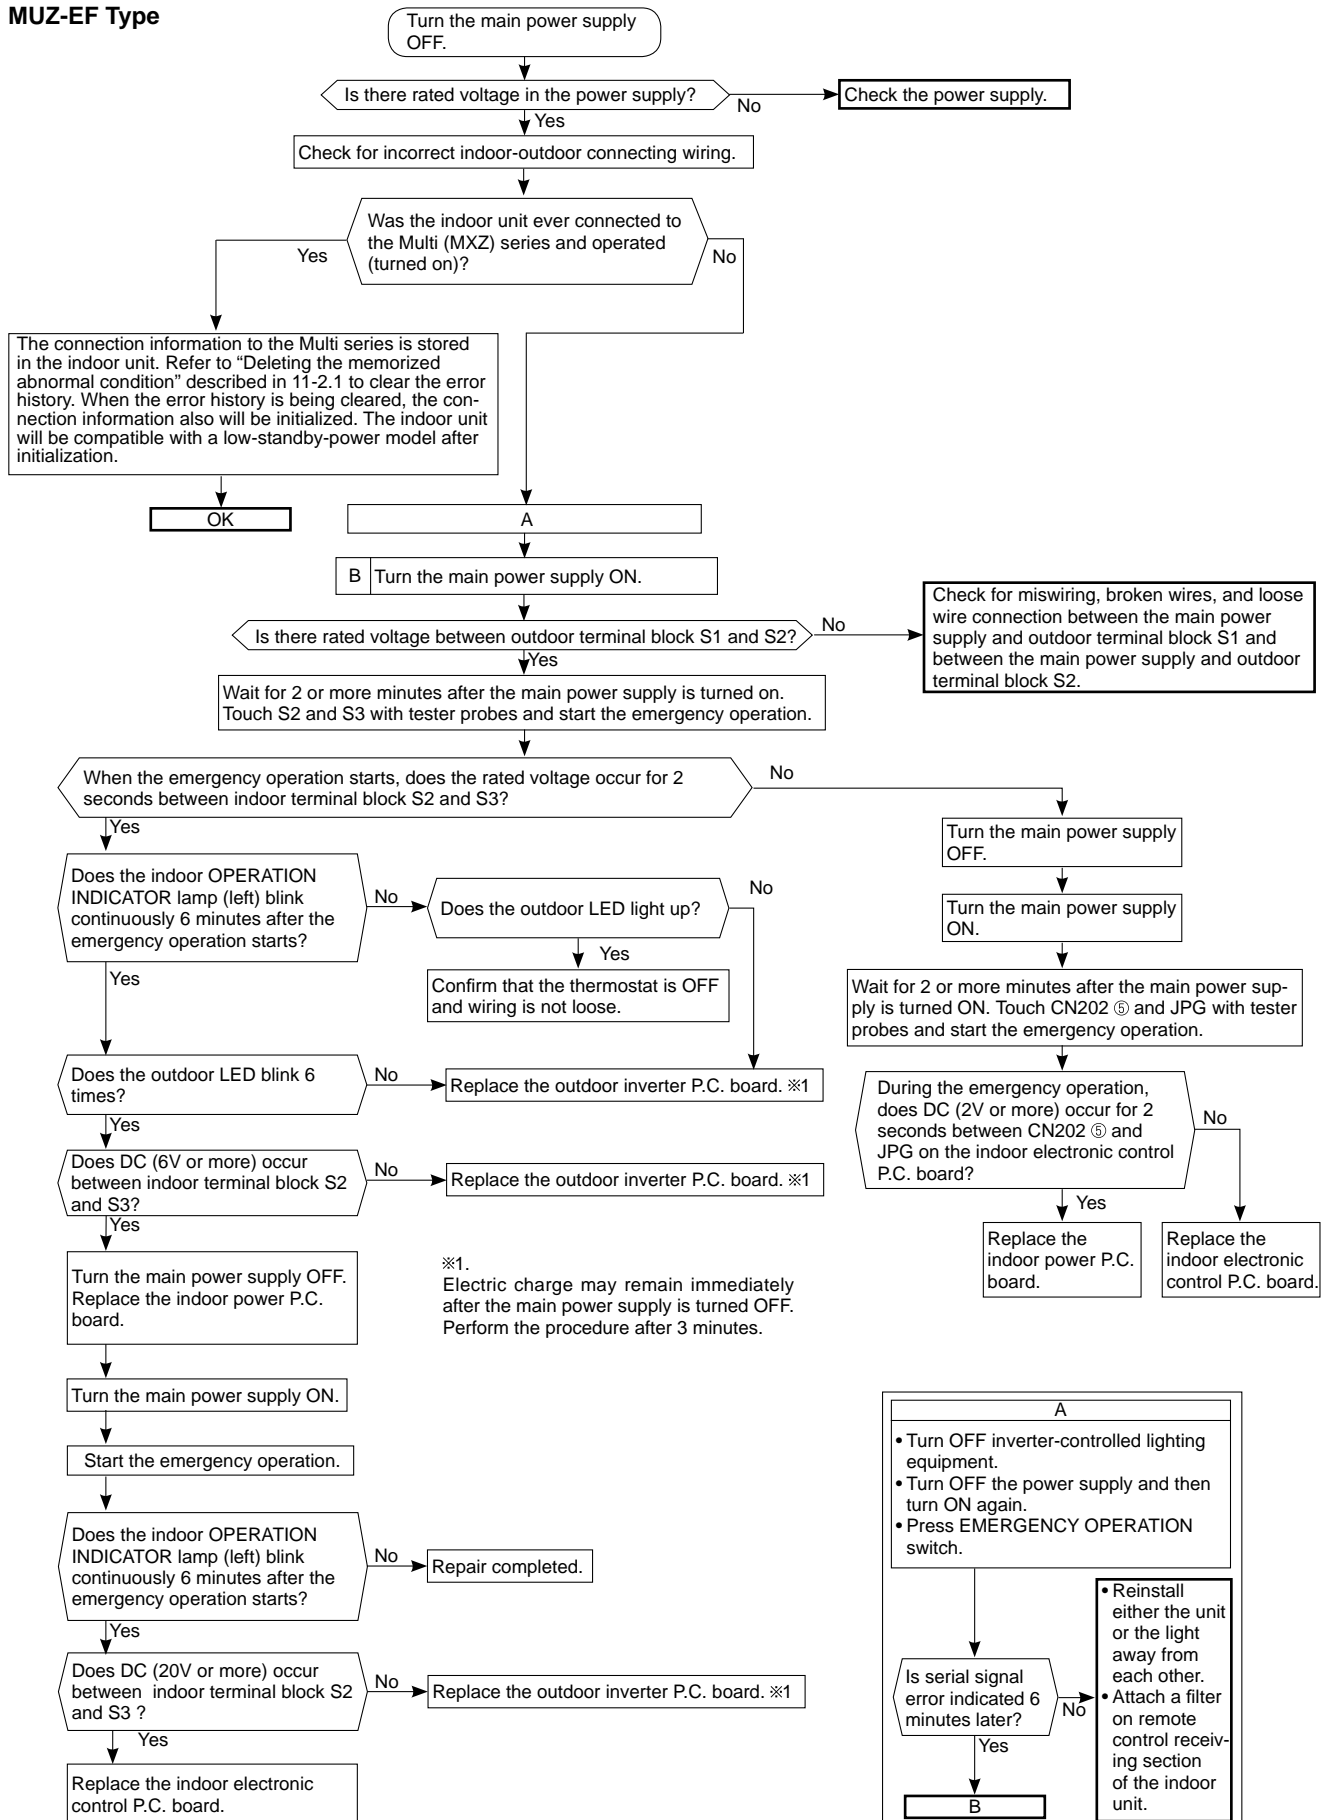 MUZ-EF Type
Turn the main power supply
OFF.
Is there rated voltage in the power supply?
No
Check the power supply.
Yes
Check for incorrect indoor-outdoor connecting wiring.
Was the indoor unit ever connected to
the Multi (MXZ) series and operated
(turned on)?
Yes
No
The connection information to the Multi series is stored
in the indoor unit. Refer to “Deleting the memorized
abnormal condition” described in 11-2.1 to clear the error
history. When the error history is being cleared, the con-
nection information also will be initialized. The indoor unit
will be compatible with a low-standby-power model after
initialization.
OK
A
B
Turn the main power supply ON.
Is there rated voltage between outdoor terminal block S1 and S2?
No
Check for miswiring, broken wires, and loose
wire connection between the main power
supply and outdoor terminal block S1 and
between the main power supply and outdoor
terminal block S2.
Yes
Wait for 2 or more minutes after the main power supply is turned on.
Touch S2 and S3 with tester probes and start the emergency operation.
When the emergency operation starts, does the rated voltage occur for 2
seconds between indoor terminal block S2 and S3?
No
Yes
Turn the main power supply
OFF.
Turn the main power supply
ON.
Wait for 2 or more minutes after the main power sup-
ply is turned ON. Touch CN202 ⑤ and JPG with tester
probes and start the emergency operation.
During the emergency operation,
does DC (2V or more) occur for 2
seconds between CN202 ⑤ and
JPG on the indoor electronic control
P.C. board?
No
Yes
Replace the
indoor power P.C.
board.
Replace the
indoor electronic
control P.C. board.
Does the indoor OPERATION
INDICATOR lamp (left) blink
continuously 6 minutes after the
emergency operation starts?
No
Does the outdoor LED light up?
No
Yes
Confirm that the thermostat is OFF
and wiring is not loose.
Yes
Does the outdoor LED blink 6
times?
No
Replace the outdoor inverter P.C. board. ※1
Yes
Does DC (6V or more) occur
between indoor terminal block S2
and S3?
No
Replace the outdoor inverter P.C. board. ※1
Yes
Turn the main power supply OFF.
Replace the indoor power P.C.
board.
※1.
Electric charge may remain immediately
after the main power supply is turned OFF.
Perform the procedure after 3 minutes.
Turn the main power supply ON.
Start the emergency operation.
Does the indoor OPERATION
INDICATOR lamp (left) blink
continuously 6 minutes after the
emergency operation starts?
No
Repair completed.
Yes
Does DC (20V or more) occur
between indoor terminal block S2
and S3 ?
No
Replace the outdoor inverter P.C. board. ※1
Yes
Replace the indoor electronic
control P.C. board.
A
• Turn OFF inverter-controlled lighting
equipment.
• Turn OFF the power supply and then
turn ON again.
• Press EMERGENCY OPERATION
switch.
Is serial signal
error indicated 6
minutes later?
No
• Reinstall
either the unit
or the light
away from
each other.
• Attach a filter
on remote
control receiv-
ing section
of the indoor
unit.
Yes
B